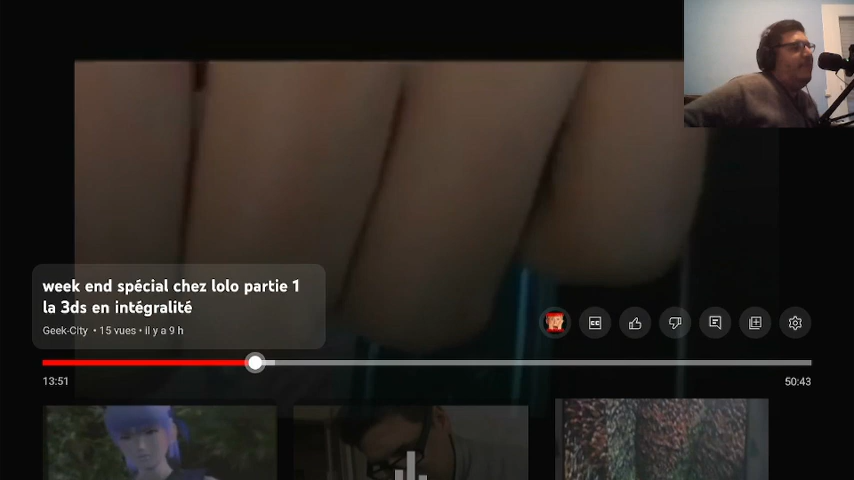 week end spécial chez lolo partie 1
la 3ds en intégralité
Geek-City • 15 vues • il y a 9 h
CC
13:51
50:43